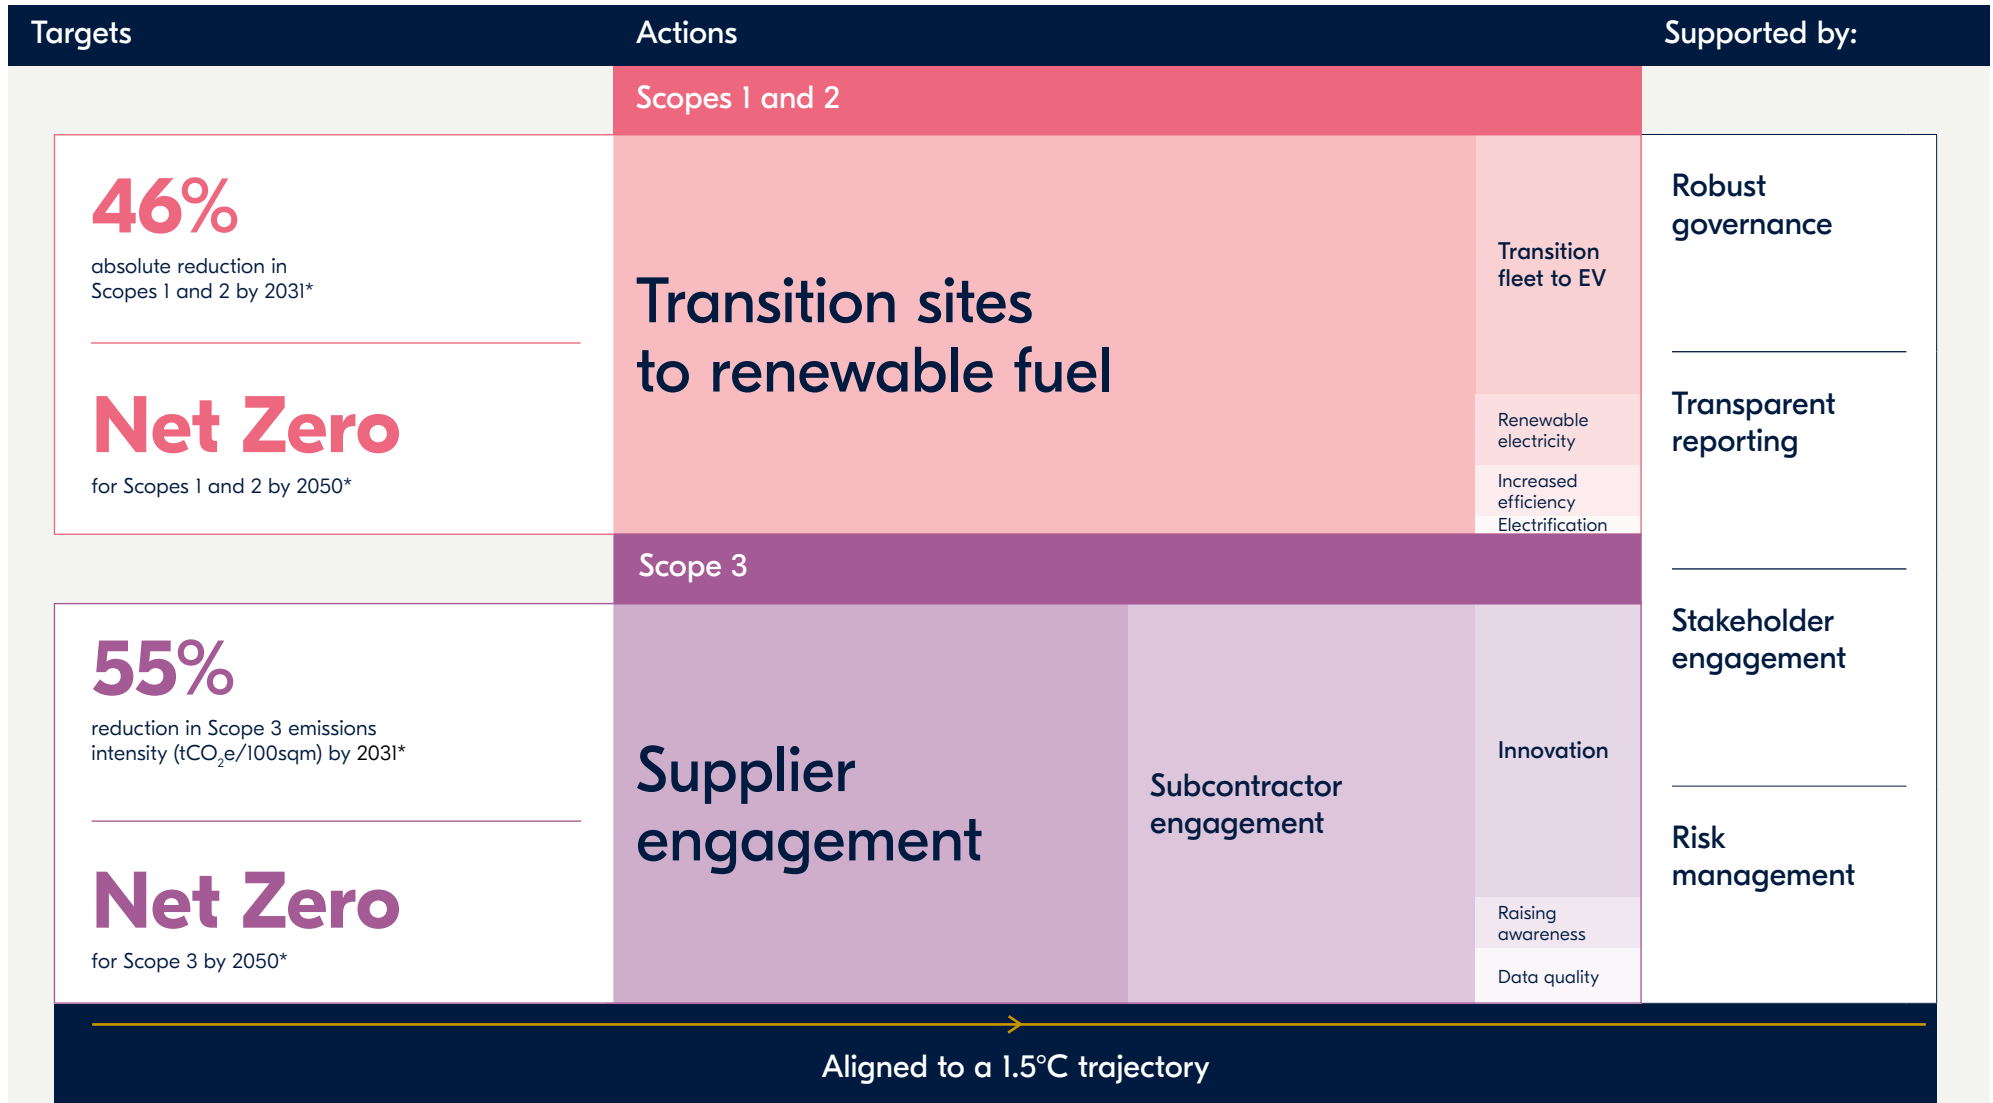 Targets
Actions
Supported by:
Scopes 1 and 2
46%
absolute reduction in
Scopes 1 and 2 by 2031*
Net Zero
for Scopes 1 and 2 by 2050*
Transition sites
to renewable fuel
Transition
fleet to EV
Renewable
electricity
Increased
efficiency
Electrification
Scope 3
55%
reduction in Scope 3 emissions
intensity (tCO₂e/100sqm) by 2031*
Net Zero
for Scope 3 by 2050*
Supplier
engagement
Subcontractor
engagement
Innovation
Raising
awareness
Data quality
Robust
governance
Transparent
reporting
Stakeholder
engagement
Risk
management
Aligned to a 1.5°C trajectory